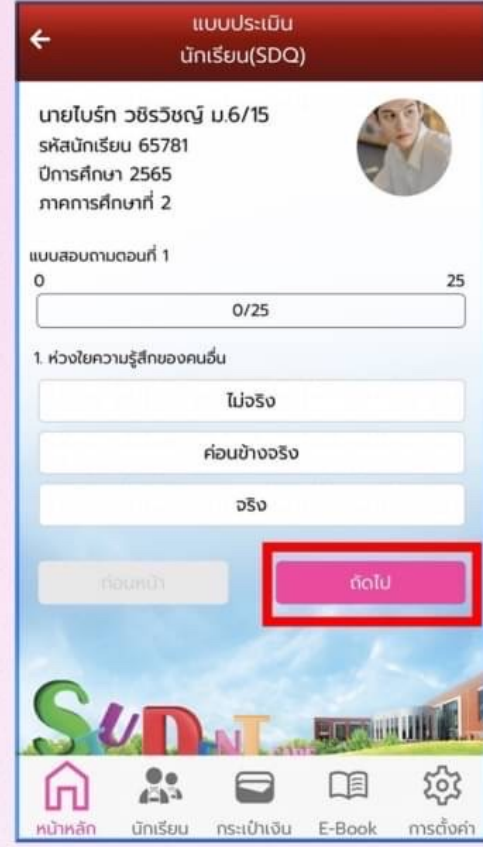 แบบประเมิน
นักเรียน(SDQ)
นายไบร์ท วชิรวิชญ์ ม.6/15
รหัสนักเรียน 65781
ปีการศึกษา 2565
ภาคการศึกษาที่ 2
แบบสอบถามตอนที่ 1
0 25
0/25
1. ห่วงใยความรู้สึกของคนอื่น
ไม่จริง
ค่อนข้างจริง
จริง
ก่อนหน้า ถัดไป
หน้าหลัก นักเรียน กระเป๋าเงิน E-Book การตั้งค่า